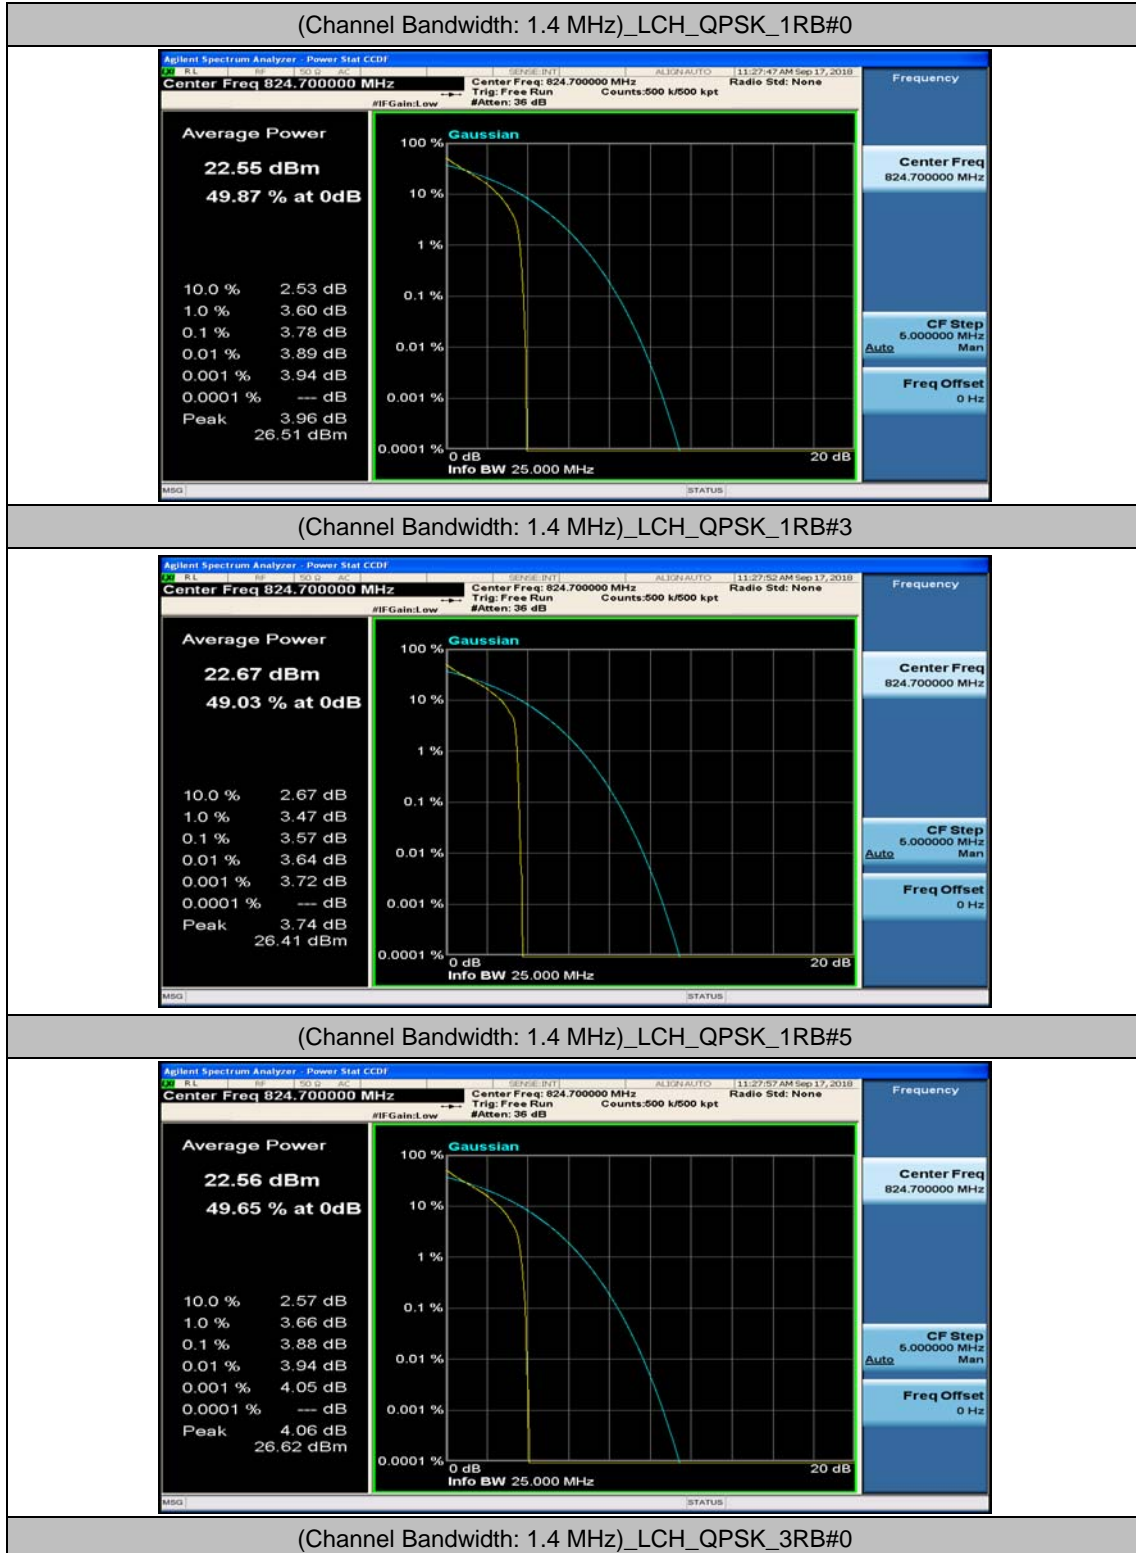 (Channel Bandwidth: 1.4 MHz)_LCH_QPSK_1RB#0
Agilent Spectrum Analyzer - Power Stat CCDF
LXI RL RF 50 Ω AC SENSE:INT ALIGN AUTO 11:27:47 AM Sep 17, 2018
Center Freq 824.700000 MHz
Center Freq: 824.700000 MHz Radio Std: None
Trig: Free Run Counts:500 k/500 kpt
#IFGain:Low #Atten: 36 dB
Average Power
22.55 dBm
49.87 % at 0dB
10.0 % 2.53 dB
1.0 % 3.60 dB
0.1 % 3.78 dB
0.01 % 3.89 dB
0.001 % 3.94 dB
0.0001 % --- dB
Peak 3.96 dB
26.51 dBm
Gaussian
100 %
10 %
1 %
0.1 %
0.01 %
0.001 %
0.0001 %
0 dB 20 dB
Info BW 25.000 MHz
Frequency
Center Freq
824.700000 MHz
CF Step
5.000000 MHz
Auto Man
Freq Offset
0 Hz
MSG STATUS
(Channel Bandwidth: 1.4 MHz)_LCH_QPSK_1RB#3
Agilent Spectrum Analyzer - Power Stat CCDF
LXI RL RF 50 Ω AC SENSE:INT ALIGN AUTO 11:27:52 AM Sep 17, 2018
Center Freq 824.700000 MHz
Center Freq: 824.700000 MHz Radio Std: None
Trig: Free Run Counts:500 k/500 kpt
#IFGain:Low #Atten: 36 dB
Average Power
22.67 dBm
49.03 % at 0dB
10.0 % 2.67 dB
1.0 % 3.47 dB
0.1 % 3.57 dB
0.01 % 3.64 dB
0.001 % 3.72 dB
0.0001 % --- dB
Peak 3.74 dB
26.41 dBm
Gaussian
100 %
10 %
1 %
0.1 %
0.01 %
0.001 %
0.0001 %
0 dB 20 dB
Info BW 25.000 MHz
Frequency
Center Freq
824.700000 MHz
CF Step
5.000000 MHz
Auto Man
Freq Offset
0 Hz
MSG STATUS
(Channel Bandwidth: 1.4 MHz)_LCH_QPSK_1RB#5
Agilent Spectrum Analyzer - Power Stat CCDF
LXI RL RF 50 Ω AC SENSE:INT ALIGN AUTO 11:27:57 AM Sep 17, 2018
Center Freq 824.700000 MHz
Center Freq: 824.700000 MHz Radio Std: None
Trig: Free Run Counts:500 k/500 kpt
#IFGain:Low #Atten: 36 dB
Average Power
22.56 dBm
49.65 % at 0dB
10.0 % 2.57 dB
1.0 % 3.66 dB
0.1 % 3.88 dB
0.01 % 3.94 dB
0.001 % 4.05 dB
0.0001 % --- dB
Peak 4.06 dB
26.62 dBm
Gaussian
100 %
10 %
1 %
0.1 %
0.01 %
0.001 %
0.0001 %
0 dB 20 dB
Info BW 25.000 MHz
Frequency
Center Freq
824.700000 MHz
CF Step
5.000000 MHz
Auto Man
Freq Offset
0 Hz
MSG STATUS
(Channel Bandwidth: 1.4 MHz)_LCH_QPSK_3RB#0